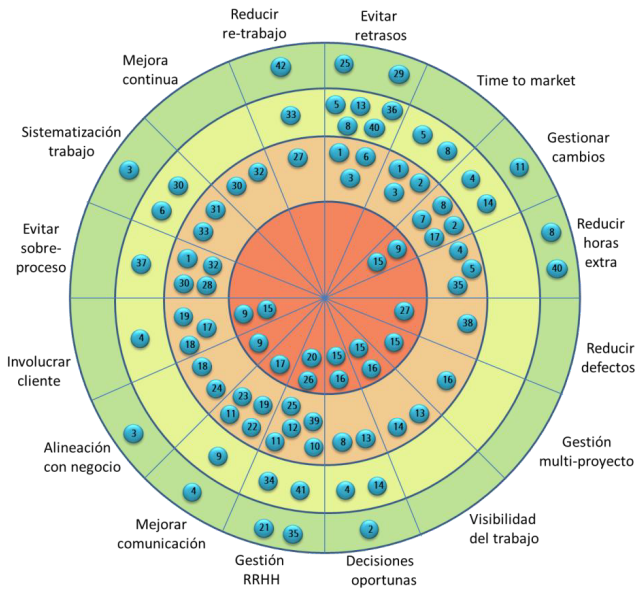 Reducir
re-trabajo
Evitar
retrasos
Mejora
continua
Time to market
Sistematización
trabajo
Gestionar
cambios
Evitar
sobre-
proceso
Reducir
horas
extra
Involucrar
cliente
Reducir
defectos
Alineación
con negocio
Gestión
multi-proyecto
Mejorar
comunicación
Visibilidad
del trabajo
Gestión
RRHH
Decisiones
oportunas
42
25
29
5
13
36
8
40
33
5
8
3
11
30
6
4
14
27
1
6
3
32
30
1
2
3
31
33
8
7
2
17
8
40
37
1
32
30
28
4
5
35
9
15
19
17
18
9
15
27
38
4
9
17
20
26
15
16
15
16
15
18
24
16
23
11
22
19
25
12
11
39
10
8
13
14
13
3
9
4
34
41
4
14
21
35
2